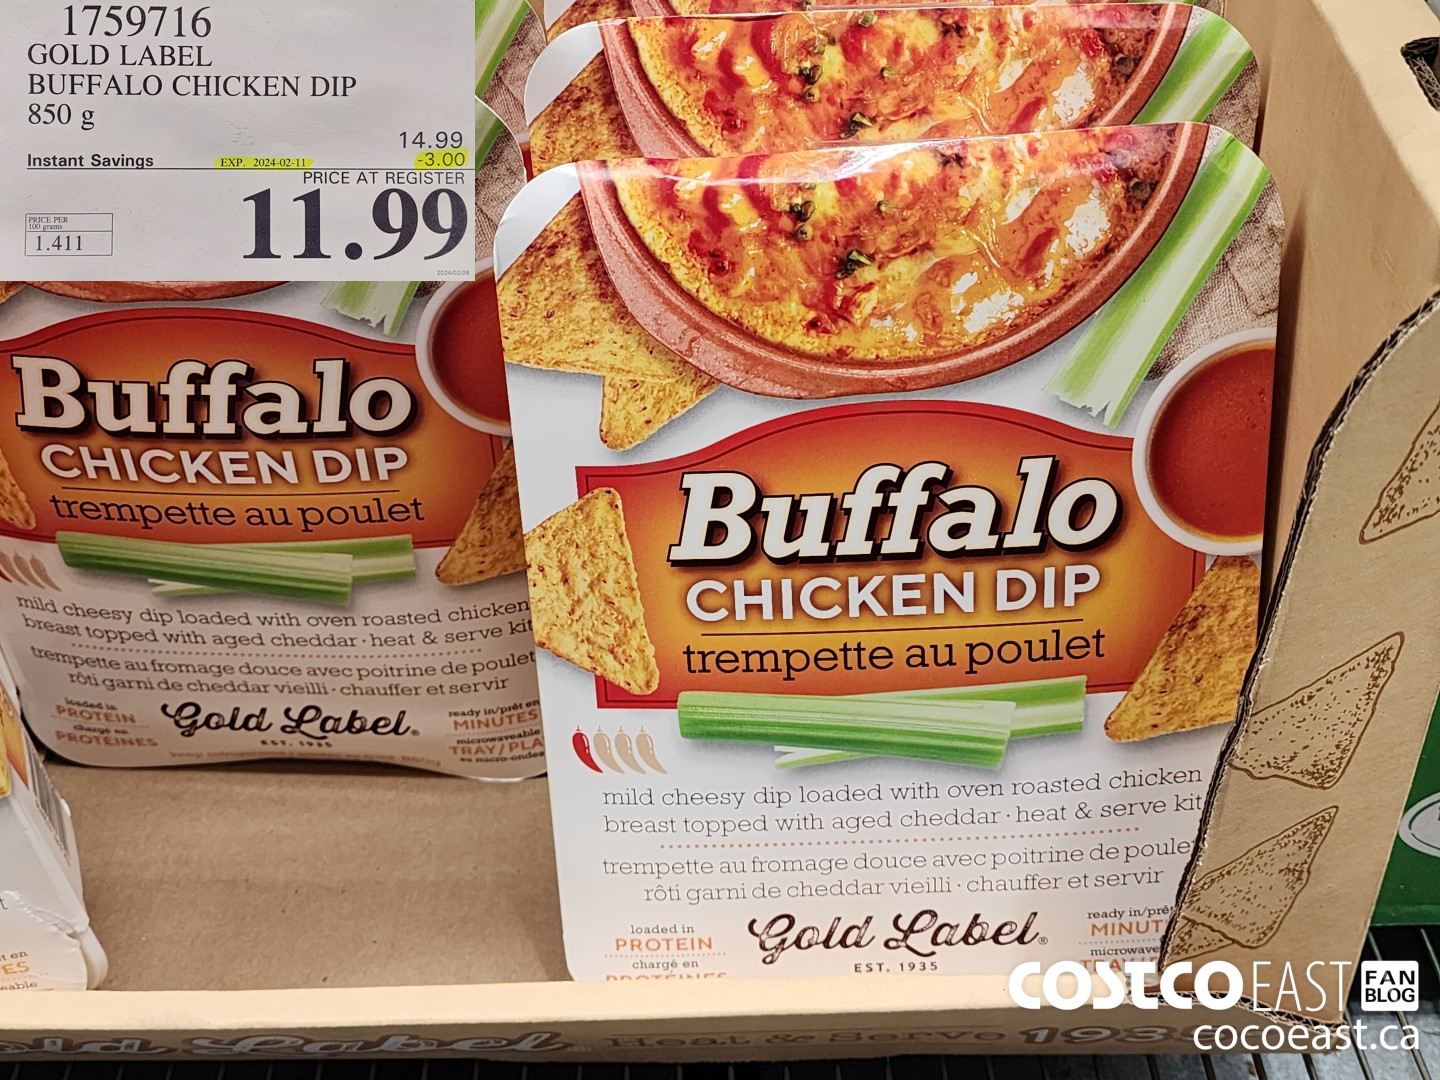 1759716
GOLD LABEL
BUFFALO CHICKEN DIP
850 g
14.99
Instant Savings EXP. 2024-02-11 -3.00
PRICE AT REGISTER
11.99
PRICE PER
100 grams
1.411
2024/02/08
Buffalo
CHICKEN DIP
trempette au poulet
mild cheesy dip loaded with oven roasted chicken
breast topped with aged cheddar · heat & serve kit
trempette au fromage douce avec poitrine de poulet
rôti garni de cheddar vieilli · chauffer et servir
loaded in
PROTEIN
chargé en
PROTÉINES
Gold Label®
EST. 1935
ready in/prêt en
MINUTES
microwaveable
TRAY/PLA
au micro-ondes
Buffalo
CHICKEN DIP
trempette au poulet
mild cheesy dip loaded with oven roasted chicken
breast topped with aged cheddar · heat & serve kit
trempette au fromage douce avec poitrine de poule
rôti garni de cheddar vieilli · chauffer et servir
loaded in
PROTEIN
chargé en
PROTÉINES
Gold Label®
EST. 1935
ready in/prê
MINUT
microwave
Gold Label Heat & Serve 193
COSTCO EAST FAN BLOG
cocoeast.ca